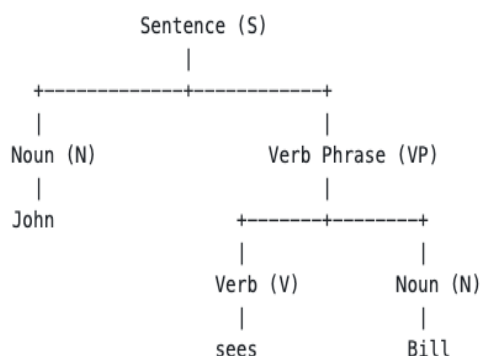 Sentence (S)
Noun (N) Verb Phrase (VP)
John
Verb (V) Noun (N)
sees Bill